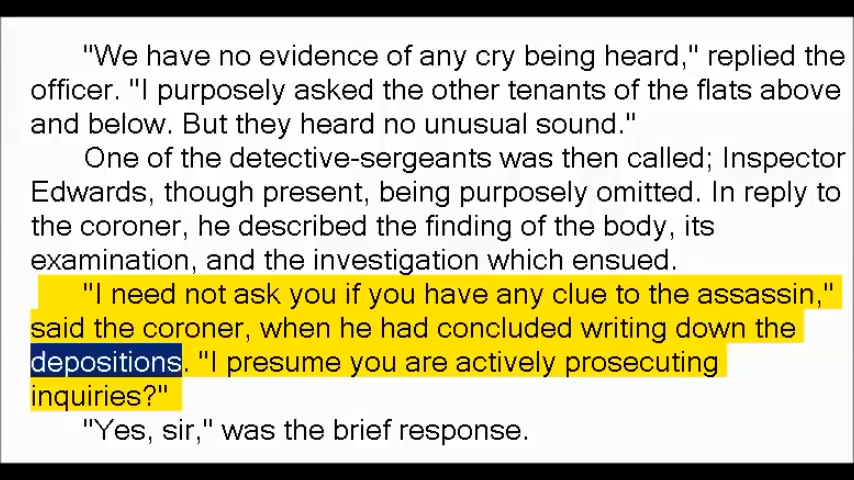 "We have no evidence of any cry being heard," replied the
officer. "I purposely asked the other tenants of the flats above
and below. But they heard no unusual sound."
One of the detective-sergeants was then called; Inspector
Edwards, though present, being purposely omitted. In reply to
the coroner, he described the finding of the body, its
examination, and the investigation which ensued.
"I need not ask you if you have any clue to the assassin,"
said the coroner, when he had concluded writing down the
depositions. "I presume you are actively prosecuting
inquiries?"
"Yes, sir," was the brief response.